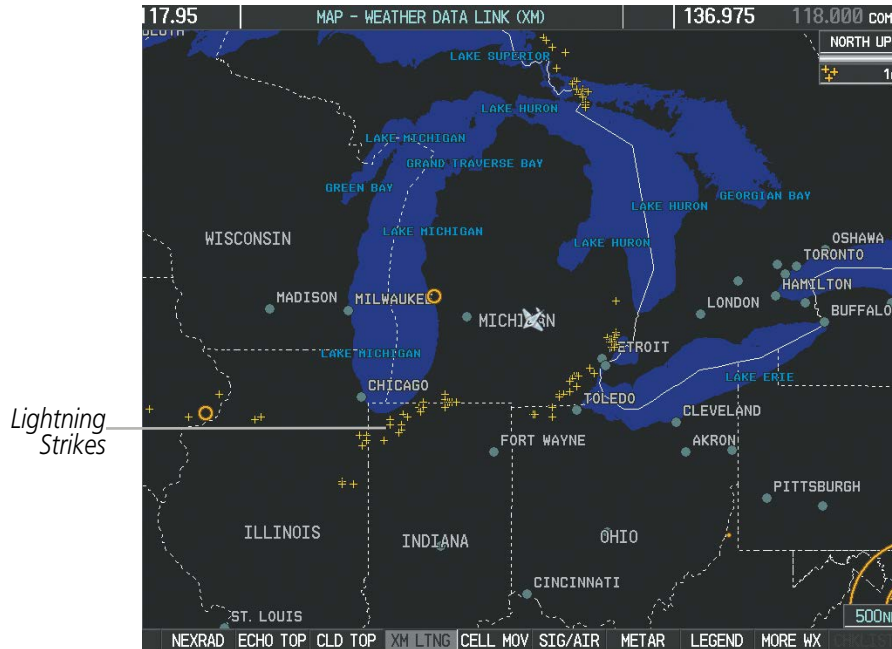 117.95 MAP – WEATHER DATA LINK (XM) 136.975 118.000 COM
NORTH UP
LAKE SUPERIOR
LAKE HURON
LAKE MICHIGAN
GRAND TRAVERSE BAY
GREEN BAY
GEORGIAN BAY
LAKE HURON
LAKE MICHIGAN
WISCONSIN
LAKE HURON
OSHAWA
TORONTO
HAMILTON
MADISON
MILWAUKEE
LONDON
BUFFALO
MICHIGAN
LAKE MICHIGAN
ETROIT
LAKE ERIE
CHICAGO
TOLEDO
CLEVELAND
Lightning
Strikes
FORT WAYNE
AKRON
PITTSBURGH
ILLINOIS
INDIANA
OHIO
CINCINNATI
ST. LOUIS
500N
NEXRAD ECHO TOP CLD TOP XM LTNG CELL MOV SIG/AIR METAR LEGEND MORE WX